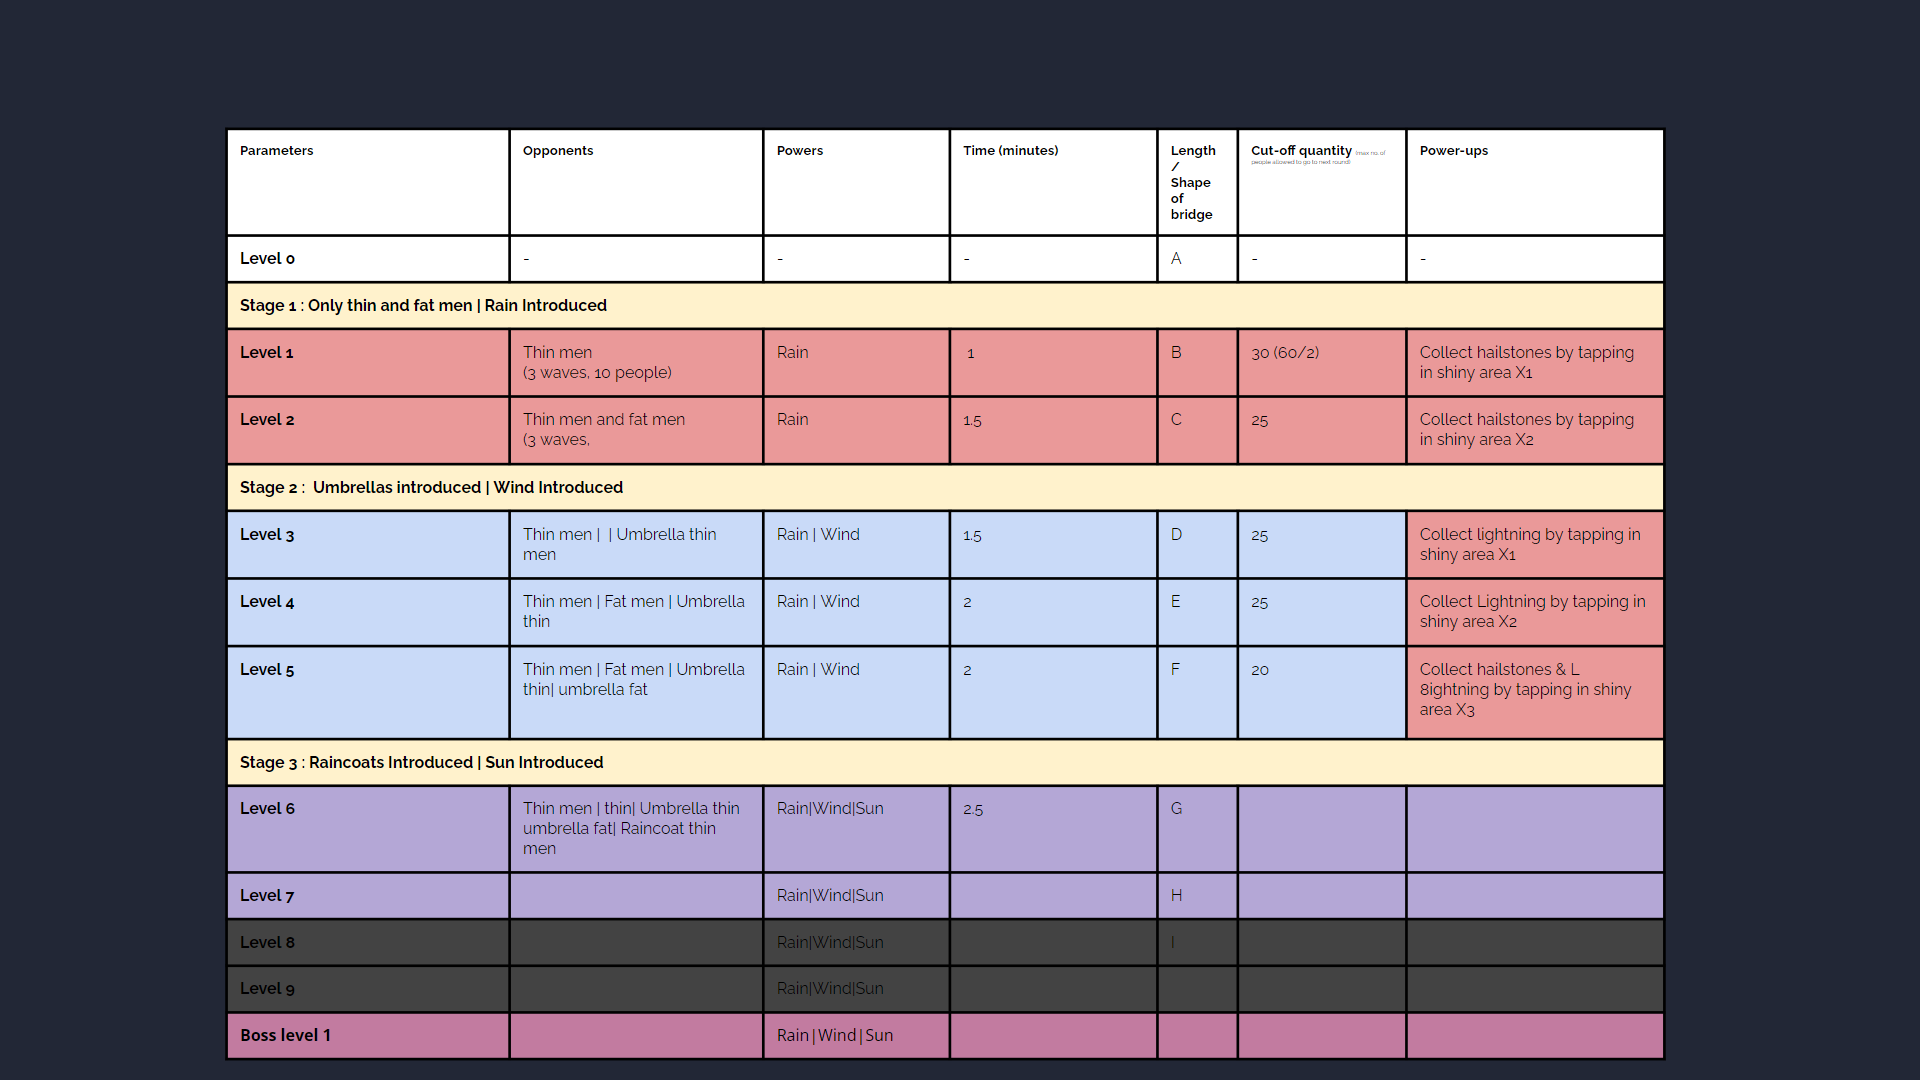 Parameters
Opponents
Powers
Time (minutes)
Length
/
Shape
of
bridge
Cut-off quantity (max no. of
people allowed to go to next round)
Power-ups
Level 0
-
-
-
A
-
-
Stage 1 : Only thin and fat men | Rain Introduced
Level 1
Thin men
(3 waves, 10 people)
Rain
1
B
30 (60/2)
Collect hailstones by tapping
in shiny area X1
Level 2
Thin men and fat men
(3 waves,
Rain
1.5
C
25
Collect hailstones by tapping
in shiny area X2
Stage 2 :  Umbrellas introduced | Wind Introduced
Level 3
Thin men |  | Umbrella thin
men
Rain | Wind
1.5
D
25
Collect lightning by tapping in
shiny area X1
Level 4
Thin men | Fat men | Umbrella
thin
Rain | Wind
2
E
25
Collect Lightning by tapping in
shiny area X2
Level 5
Thin men | Fat men | Umbrella
thin| umbrella fat
Rain | Wind
2
F
20
Collect hailstones & L
8ightning by tapping in shiny
area X3
Stage 3 : Raincoats Introduced | Sun Introduced
Level 6
Thin men | thin| Umbrella thin
umbrella fat| Raincoat thin
men
Rain|Wind|Sun
2.5
G
Level 7
Rain|Wind|Sun
H
Level 8
Rain|Wind|Sun
I
Level 9
Rain|Wind|Sun
Boss level 1
Rain|Wind|Sun